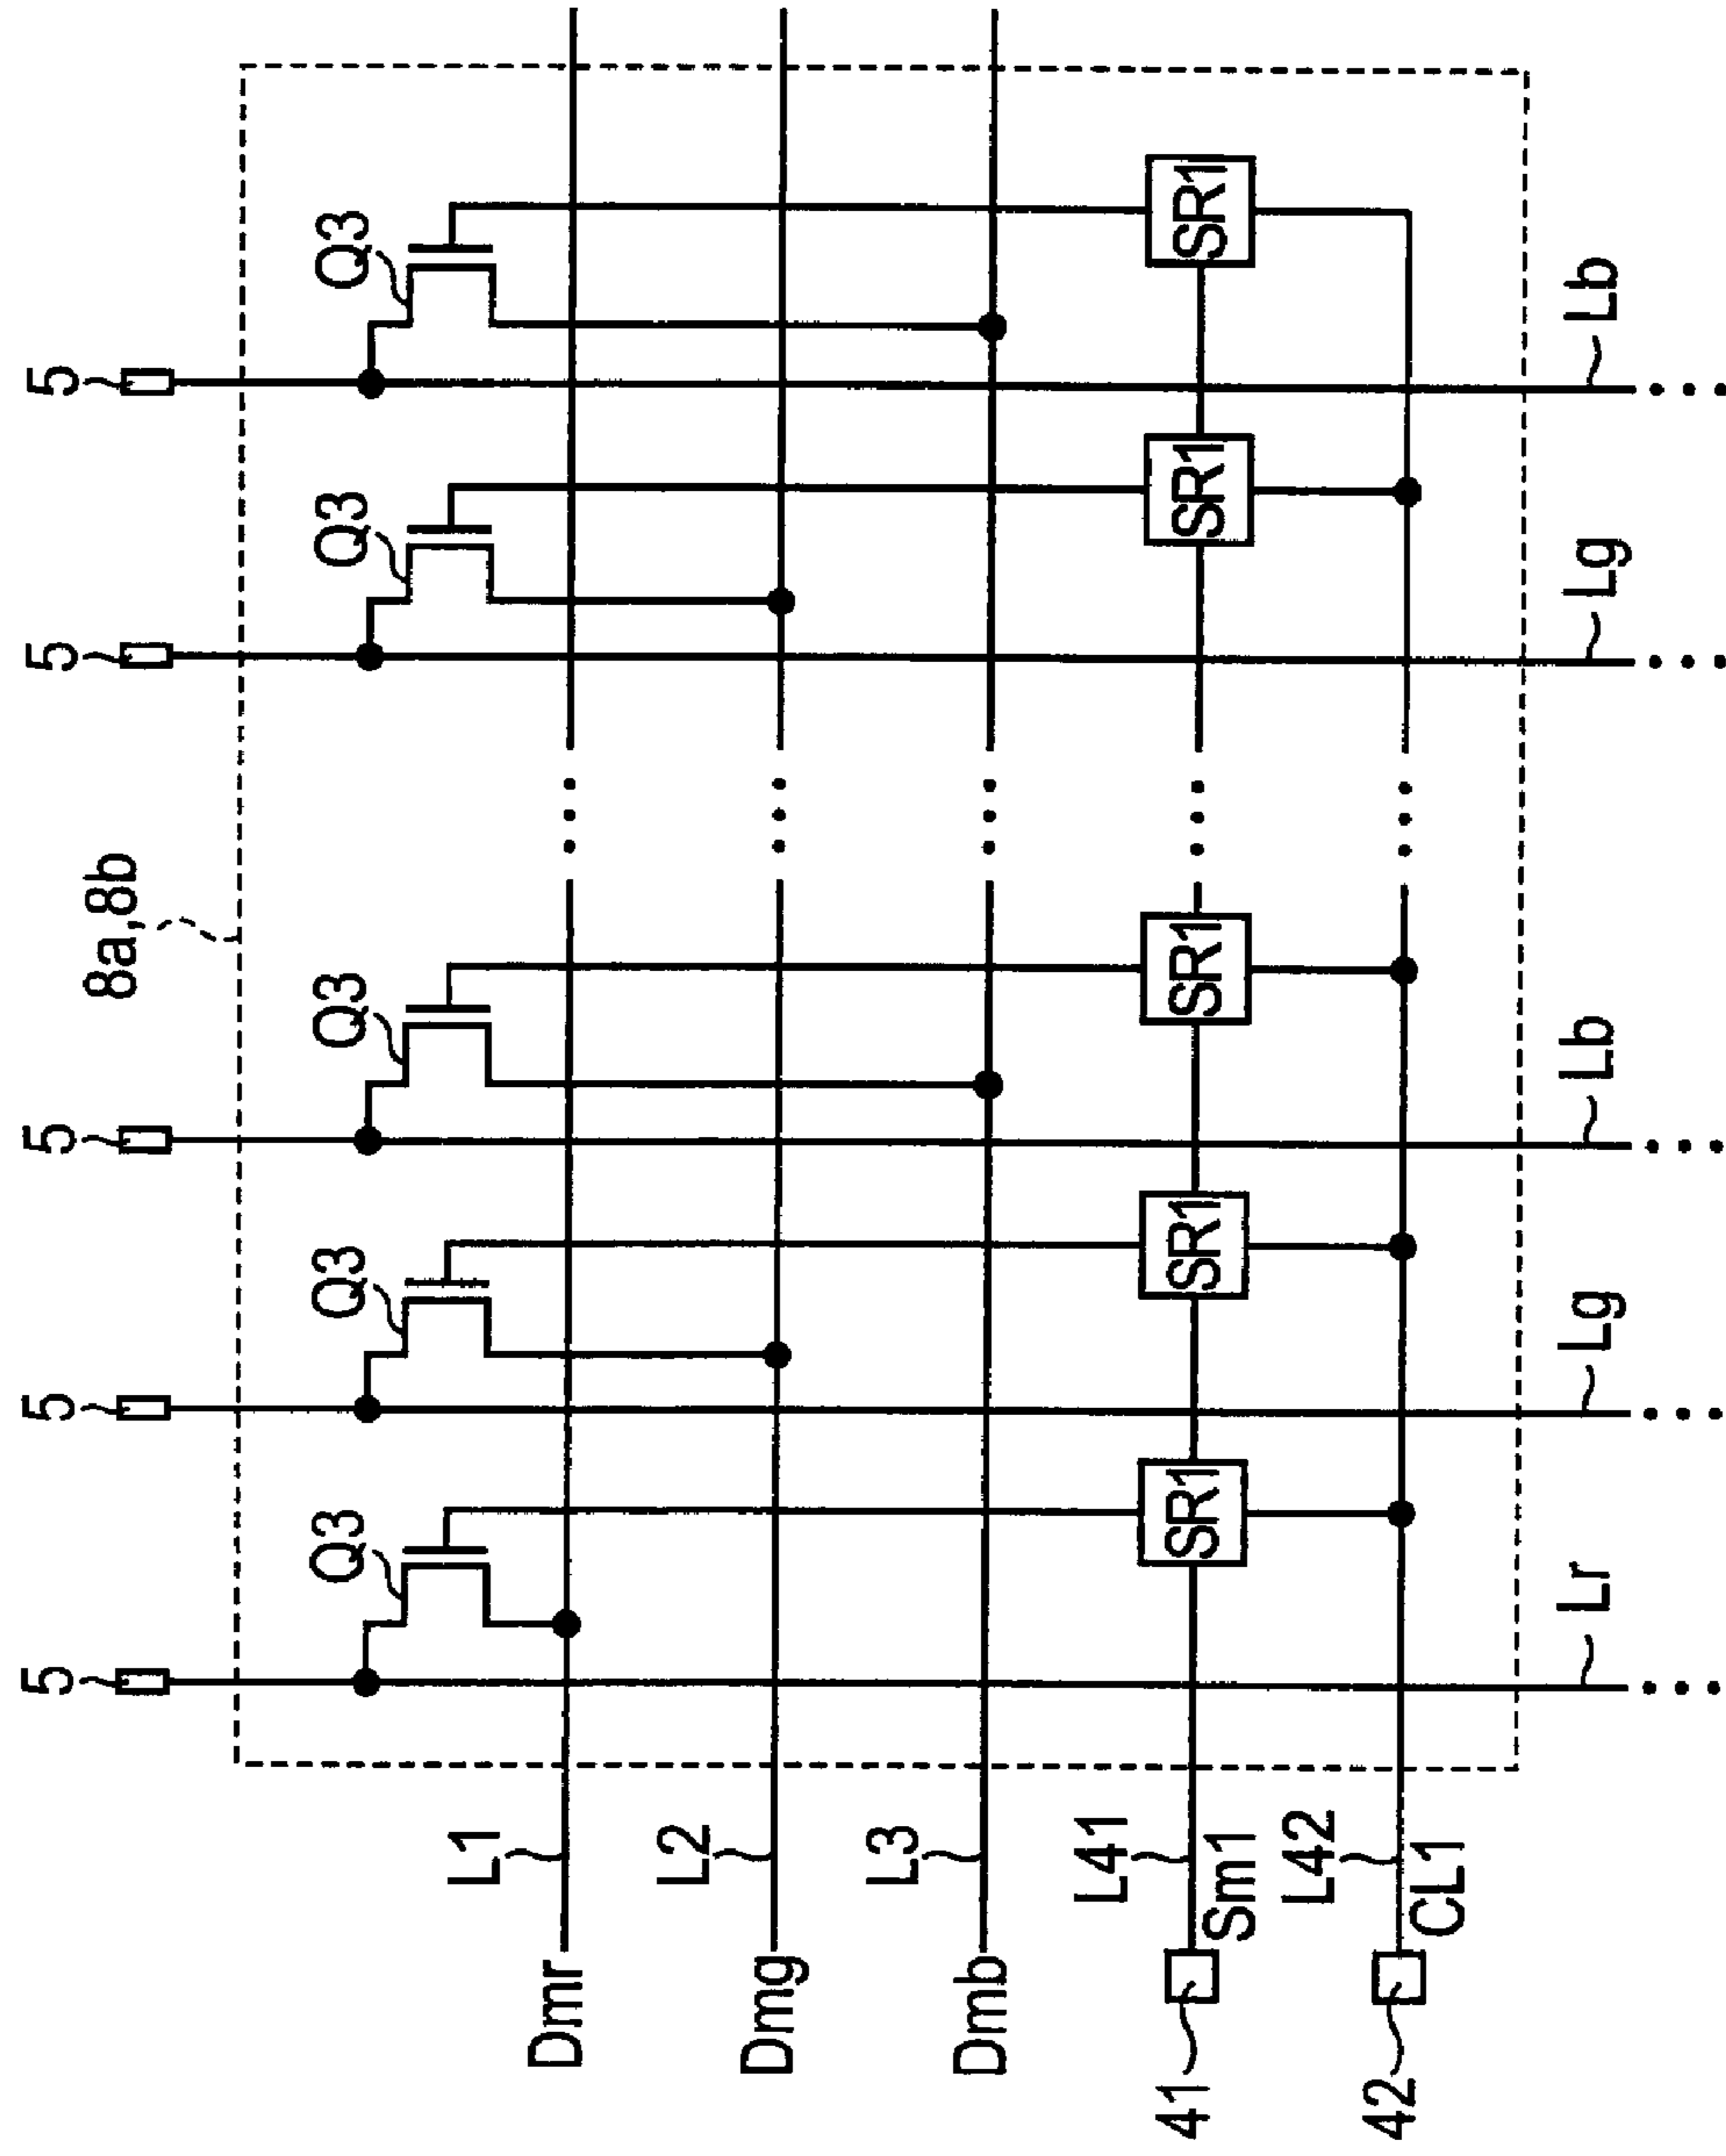 5 5 5 5 5
8a,8b
Q3 Q3 Q3 Q3 Q3
L1
Dmr
L2
Dmg
L3
Dmb
L41
41
Sm1
SR1 SR1 SR1 SR1 SR1
L42
42
CL1
Lr Lg Lb Lg Lb